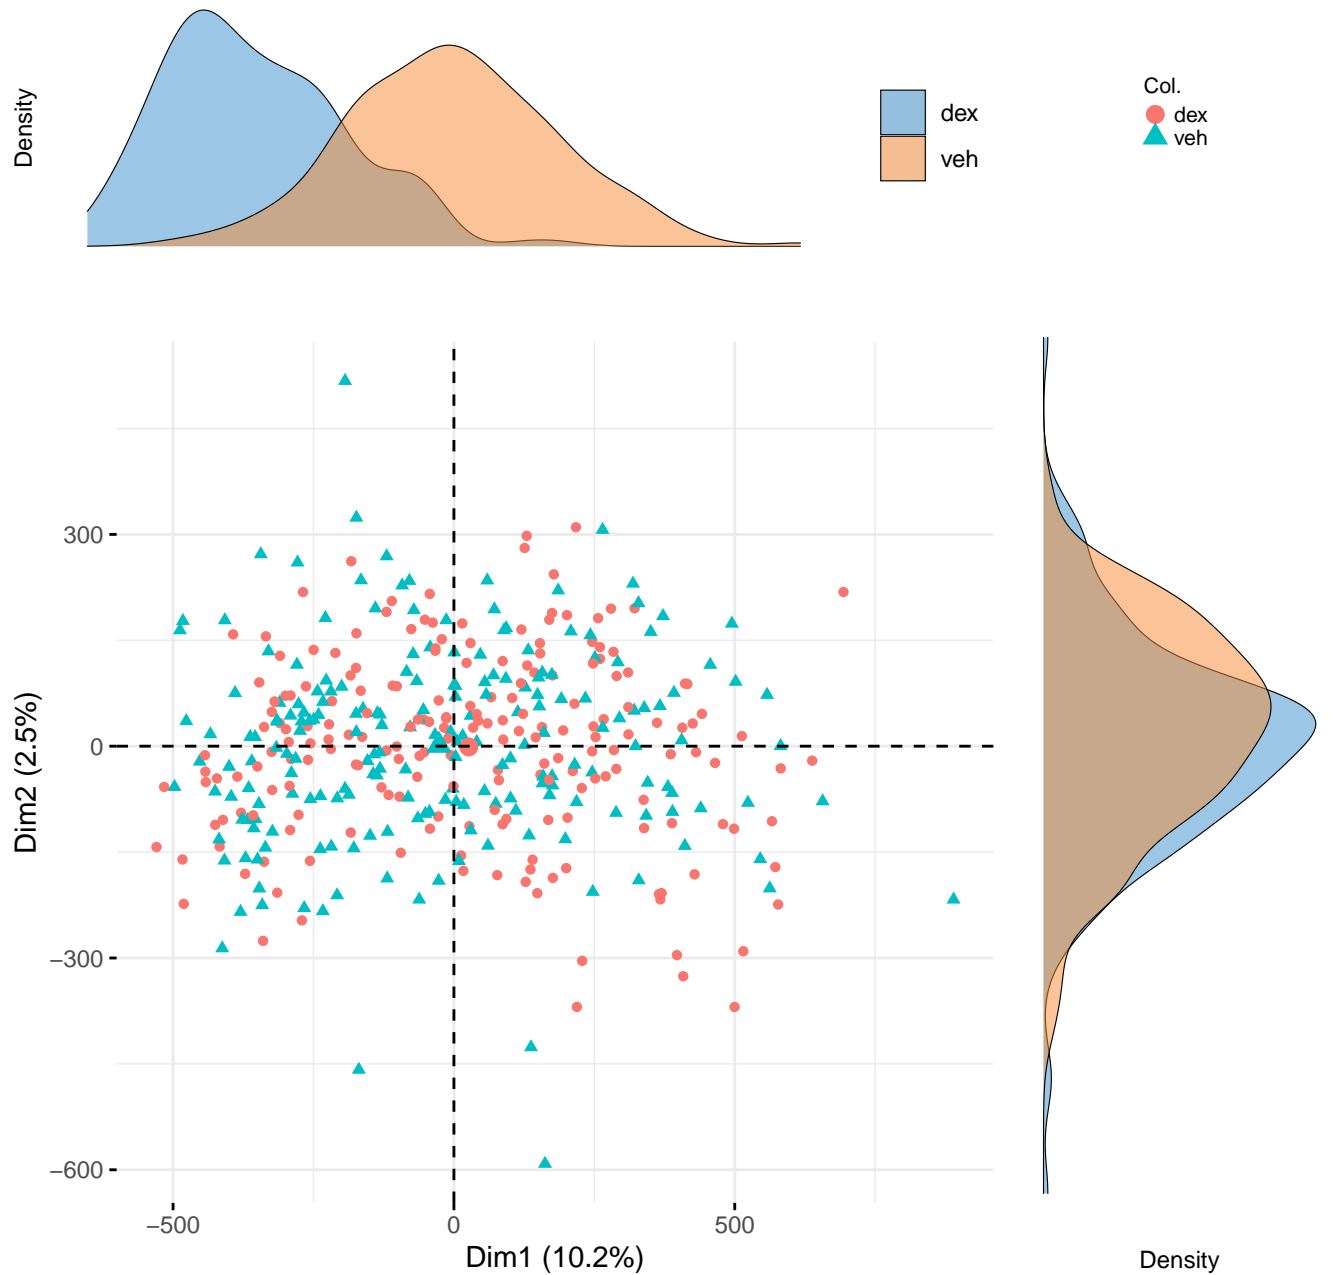 Density
dex
veh
Col.
dex
veh
300
0
−300
−600
Dim2 (2.5%)
−500
0
500
Dim1 (10.2%)
Density